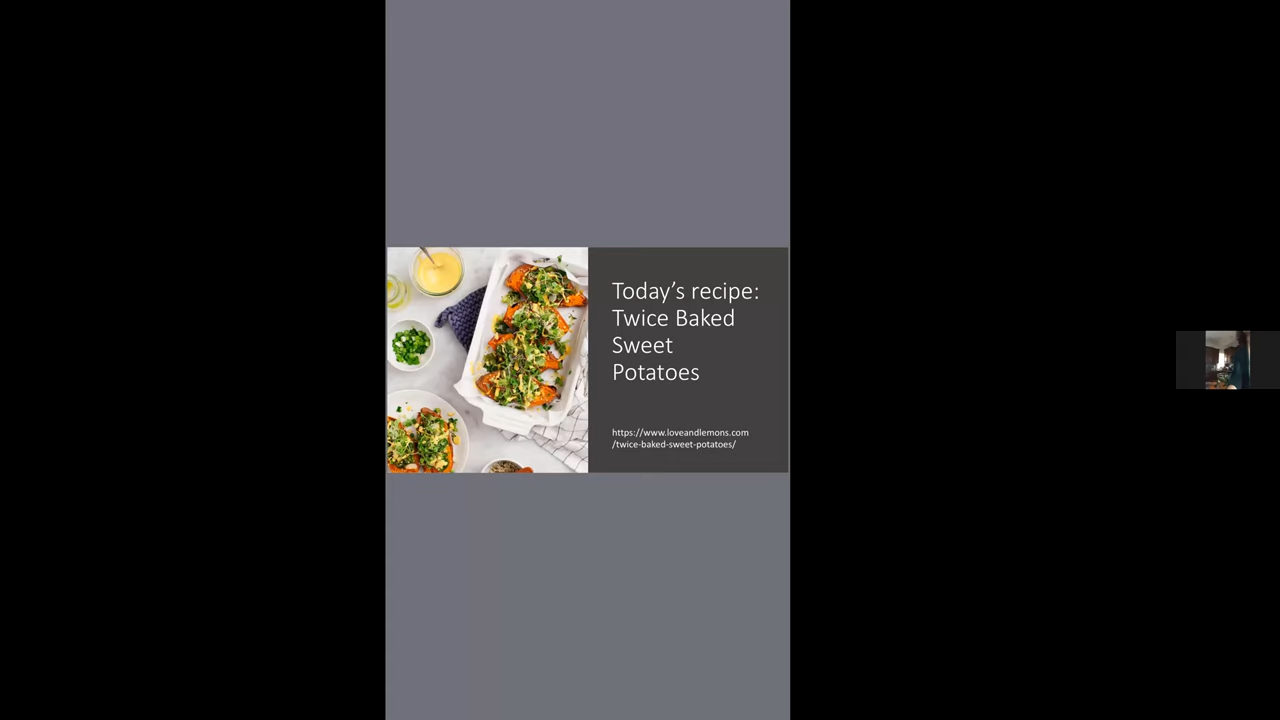 Today’s recipe:
Twice Baked
Sweet
Potatoes
https://www.loveandlemons.com
/twice-baked-sweet-potatoes/